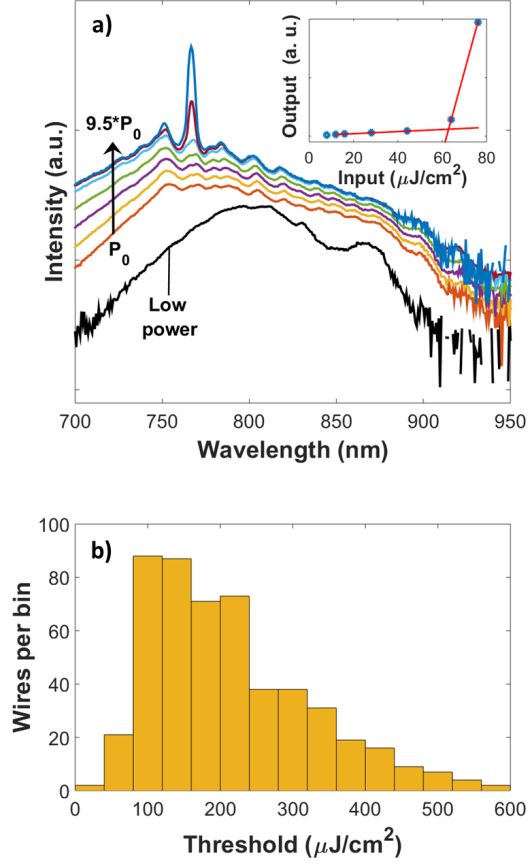 a)
Output (a. u.)
0 20 40 60 80
Input (μJ/cm²)
9.5*P₀
P₀
Low
power
Intensity (a.u.)
700 750 800 850 900 950
Wavelength (nm)
b)
100
80
60
40
20
0
Wires per bin
0 100 200 300 400 500 600
Threshold (μJ/cm²)